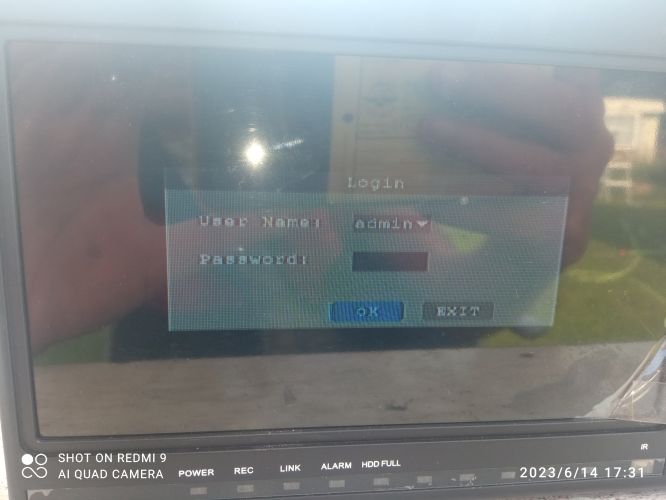 Login
User Name: admin
Password:
OK EXIT
IR
POWER REC LINK ALARM HDD FULL
SHOT ON REDMI 9
AI QUAD CAMERA
2023/6/14 17:31